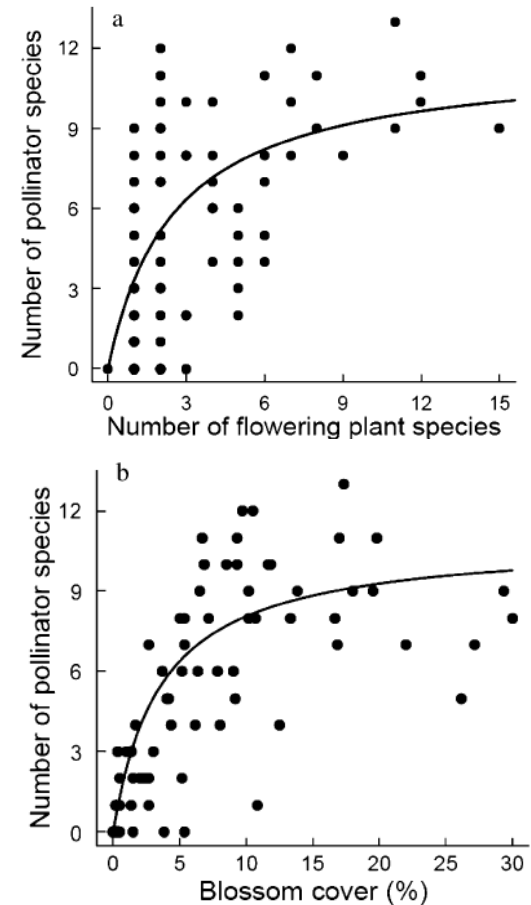 a
12
9
6
3
0
Number of pollinator species
0 3 6 9 12 15
Number of flowering plant species
b
12
9
6
3
0
Number of pollinator species
0 5 10 15 20 25 30
Blossom cover (%)